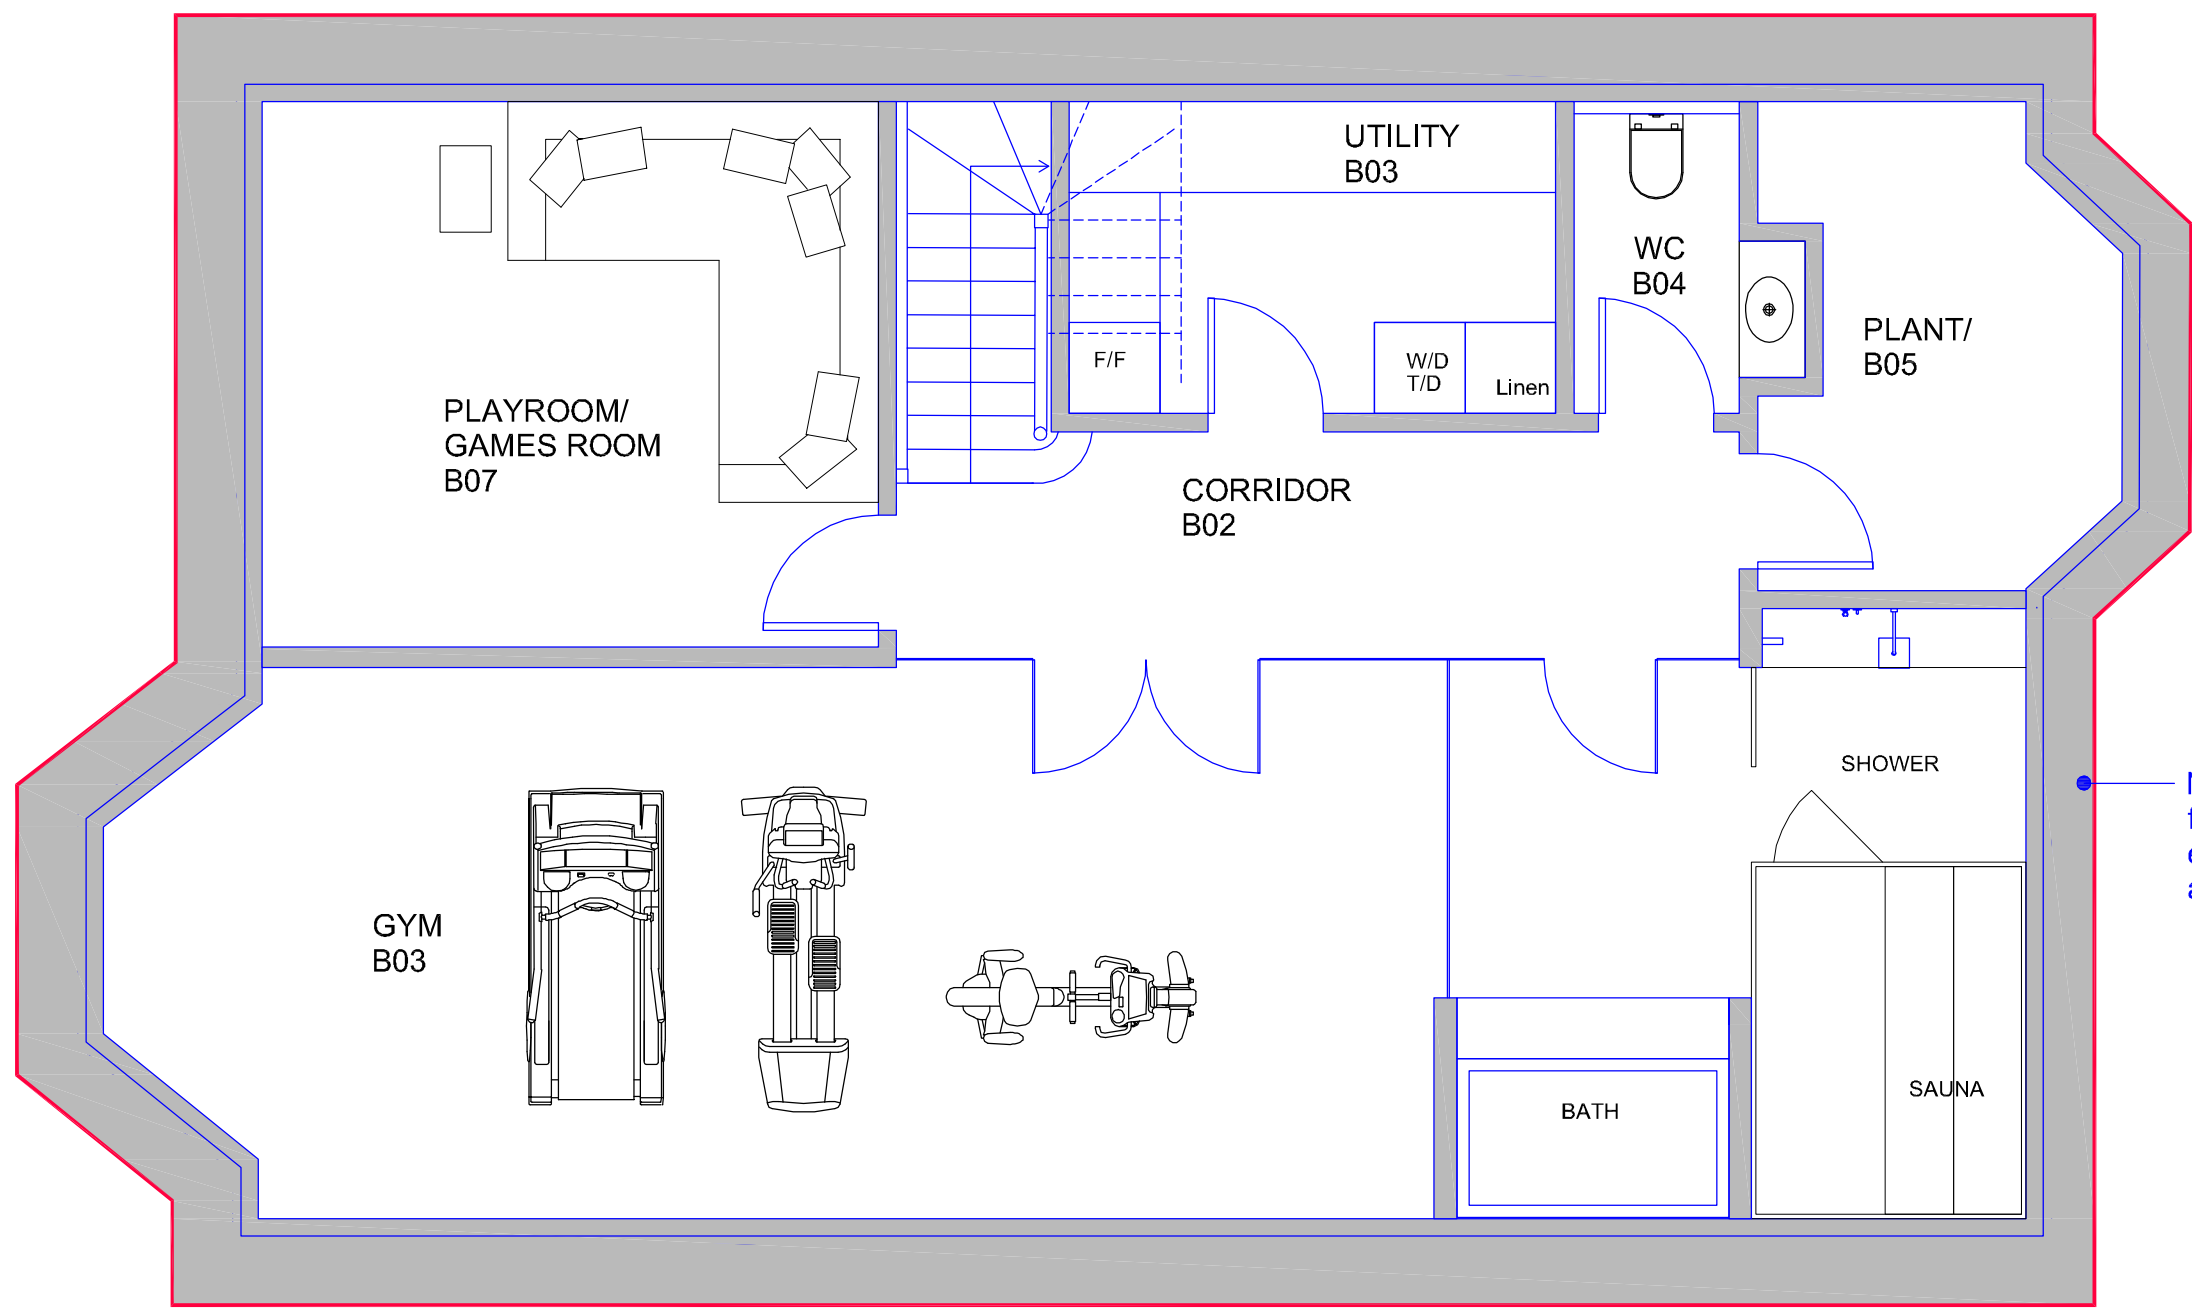 UTILITY
B03
WC
B04
PLANT/
B05
F/F
W/D
T/D
Linen
PLAYROOM/
GAMES ROOM
B07
CORRIDOR
B02
SHOWER
GYM
B03
SAUNA
BATH